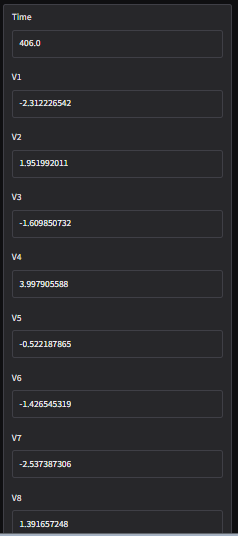 Time
406.0
V1
-2.312226542
V2
1.951992011
V3
-1.609850732
V4
3.997905588
V5
-0.522187865
V6
-1.426545319
V7
-2.537387306
V8
1.391657248